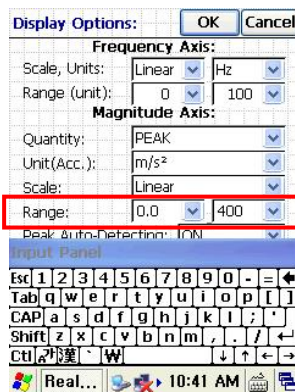 Display Options: OK Cancel
Frequency Axis:
Scale, Units: Linear Hz
Range (unit): 0 100
Magnitude Axis:
Quantity: PEAK
Unit(Acc.): m/s²
Scale: Linear
Range: 0.0 400
Peak Auto-Detecting: ON
Input Panel
Esc 1 2 3 4 5 6 7 8 9 0 - =
Tab q w e r t y u i o p [ ]
CAP a s d f g h j k l ; '
Shift z x c v b n m , . /
Ctl 가 漢 ` ₩
Real... 10:41 AM